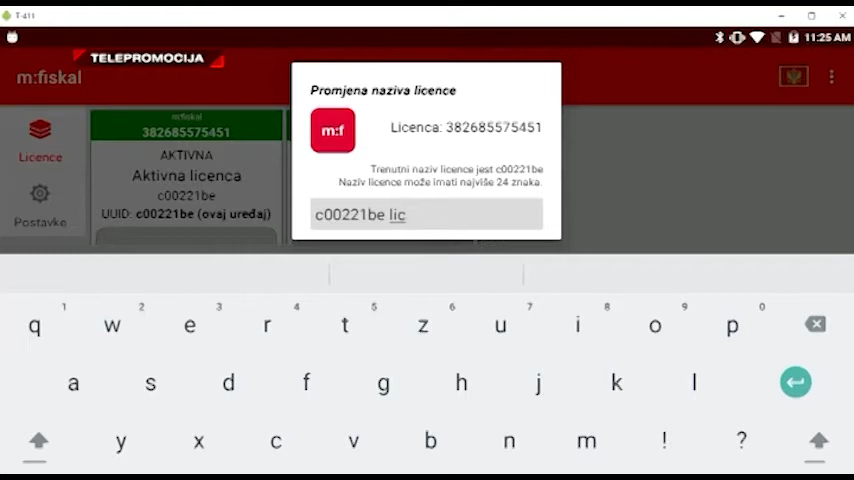 T-411
11:25 AM
TELEPROMOCIJA
m:fiskal
Promjena naziva licence
m:f
Licenca: 382685575451
Trenutni naziv licence jest c00221be
Naziv licence može imati najviše 24 znaka.
c00221be lic
Licence
Postavke
m:fiskal
382685575451
AKTIVNA
Aktivna licenca
c00221be
UUID: c00221be (ovaj uređaj)
1 2 3 4 5 6 7 8 9 0
q w e r t z u i o p
a s d f g h j k l
y x c v b n m ! ?